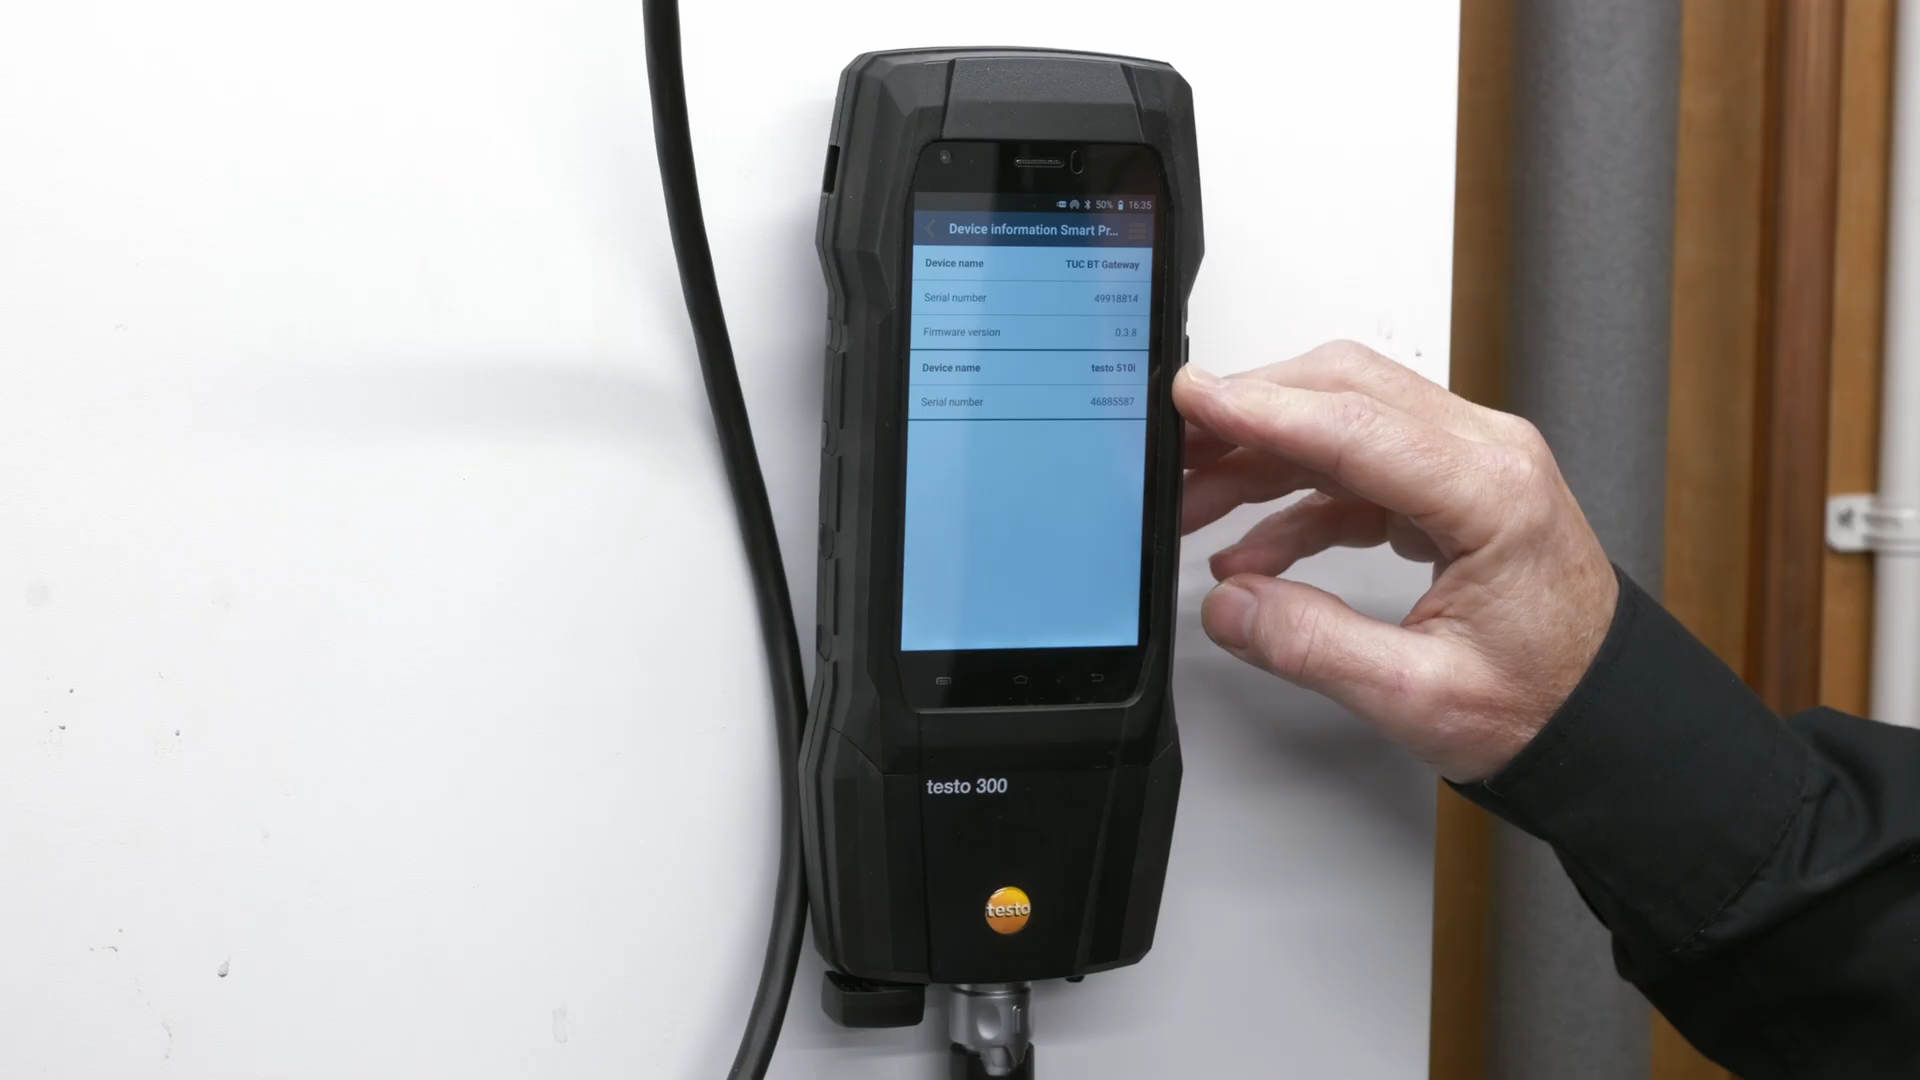 50% 16:35
Device information Smart Pr...
Device name TUC BT Gateway
Serial number 49918814
Firmware version 0.3.8
Device name testo 510i
Serial number 46885587
testo 300
testo